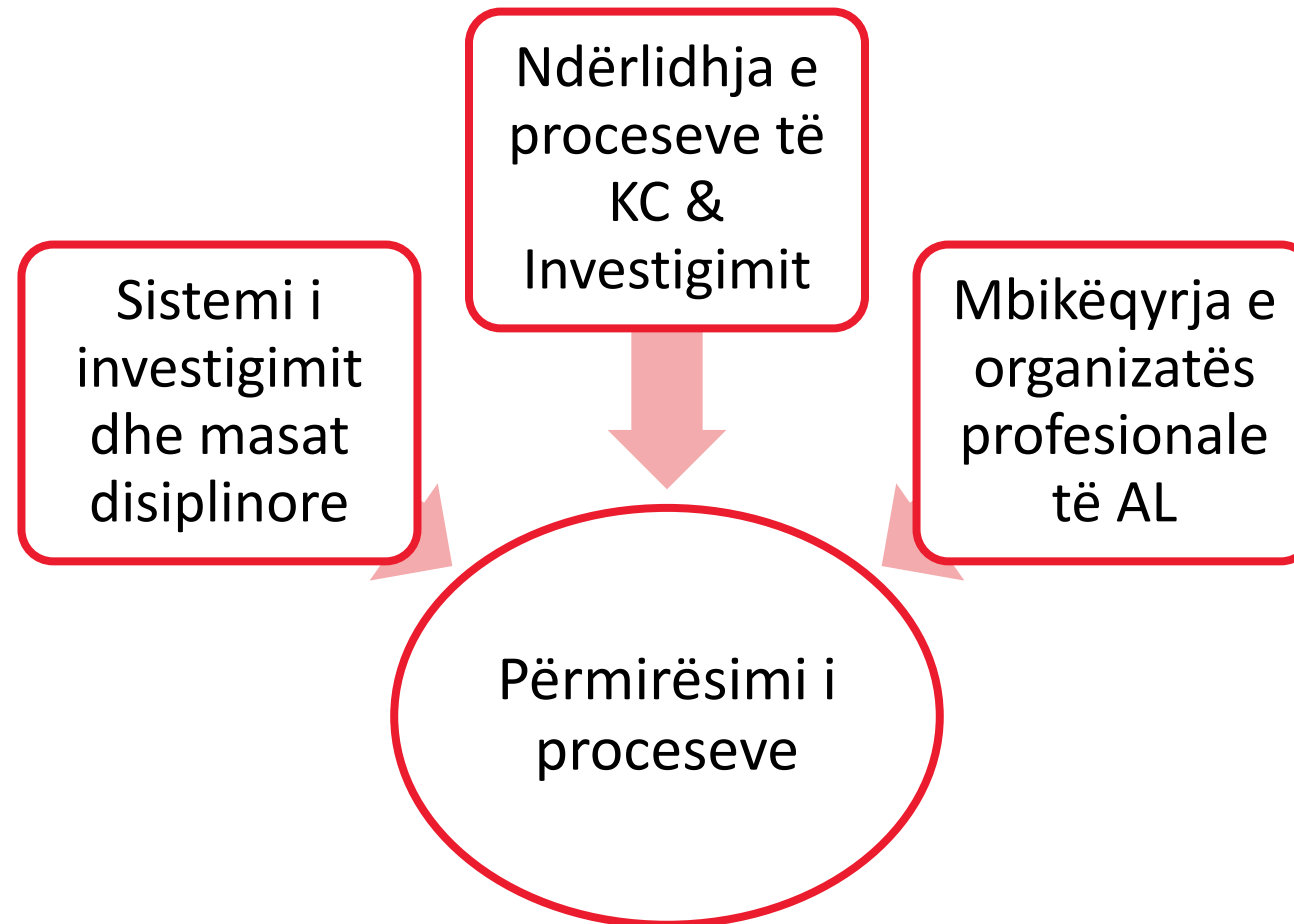 Ndërlidhja e
proceseve të
KC &
Investigimit
Sistemi i
investigimit
dhe masat
disiplinore
Mbikëqyrja e
organizatës
profesionale
të AL
Përmirësimi i
proceseve